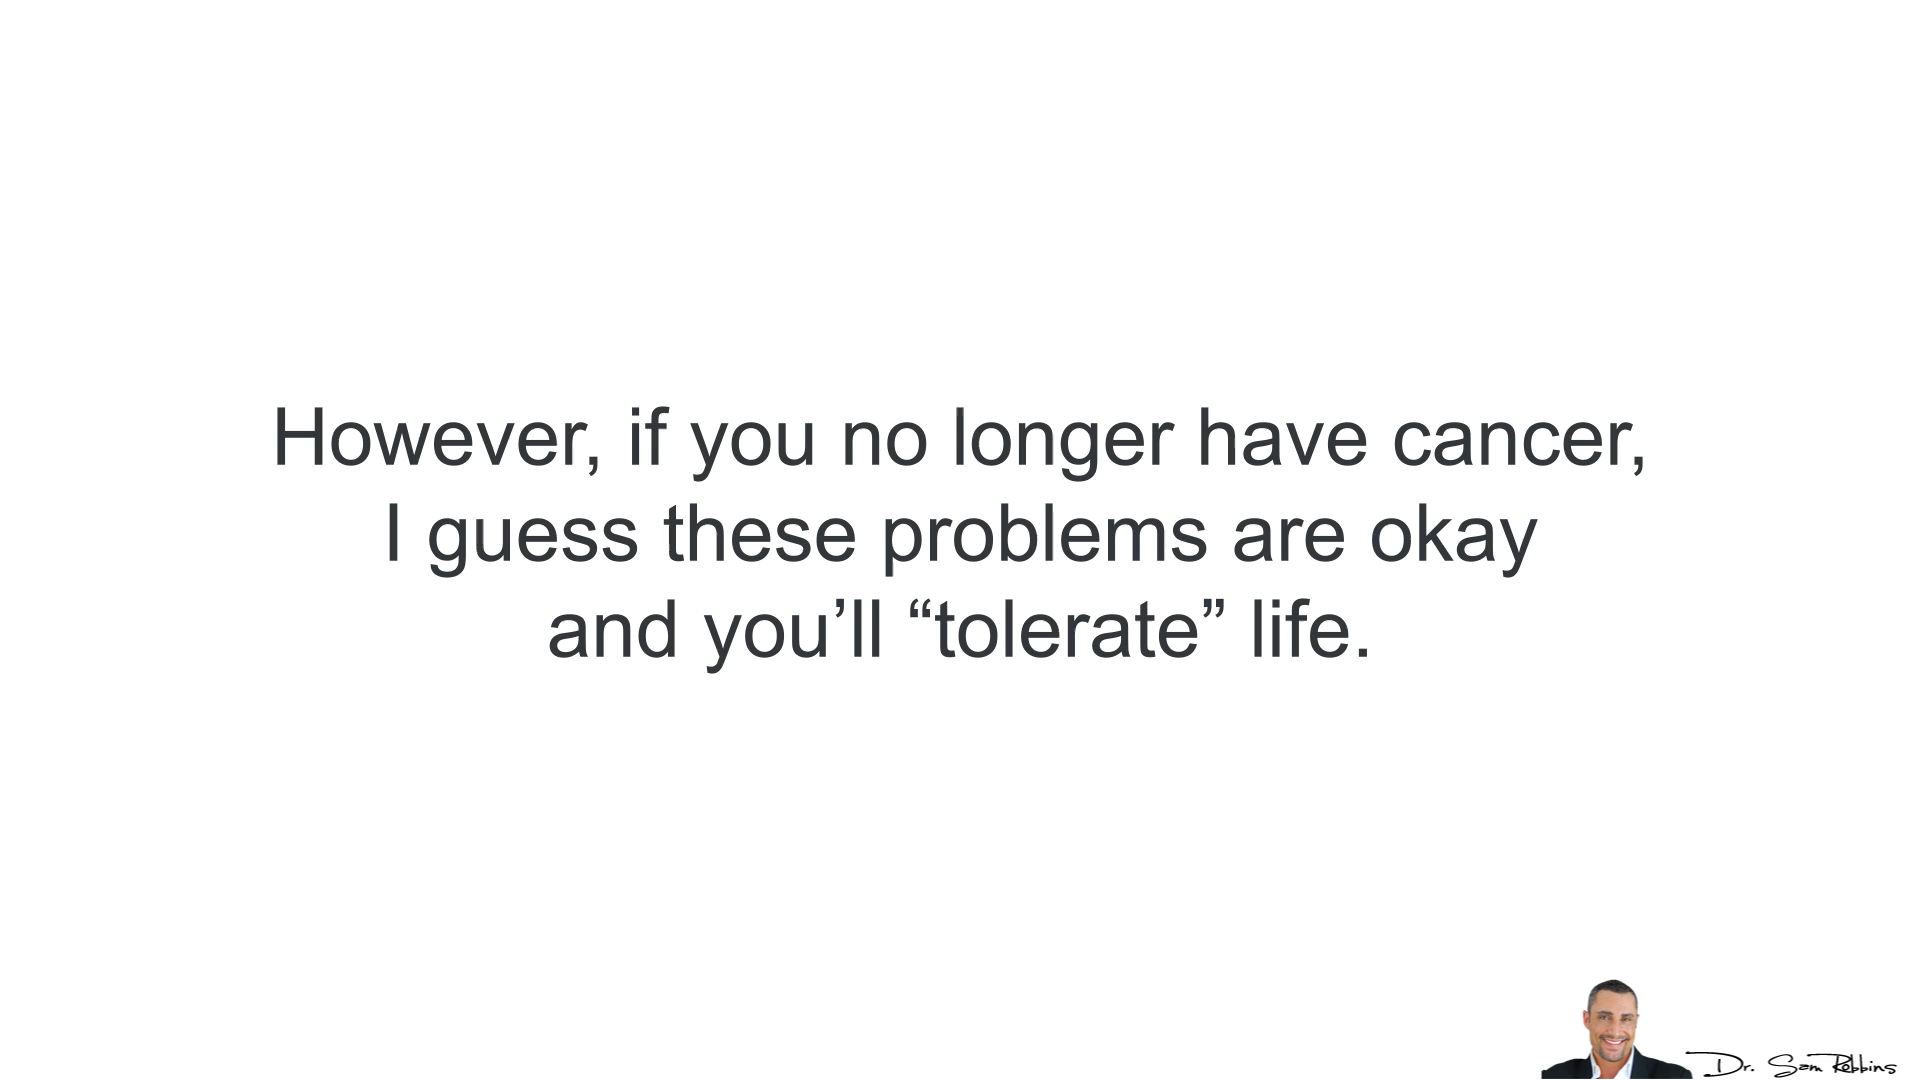 However, if you no longer have cancer,
I guess these problems are okay
and you’ll “tolerate” life.
Dr. Sam Robbins